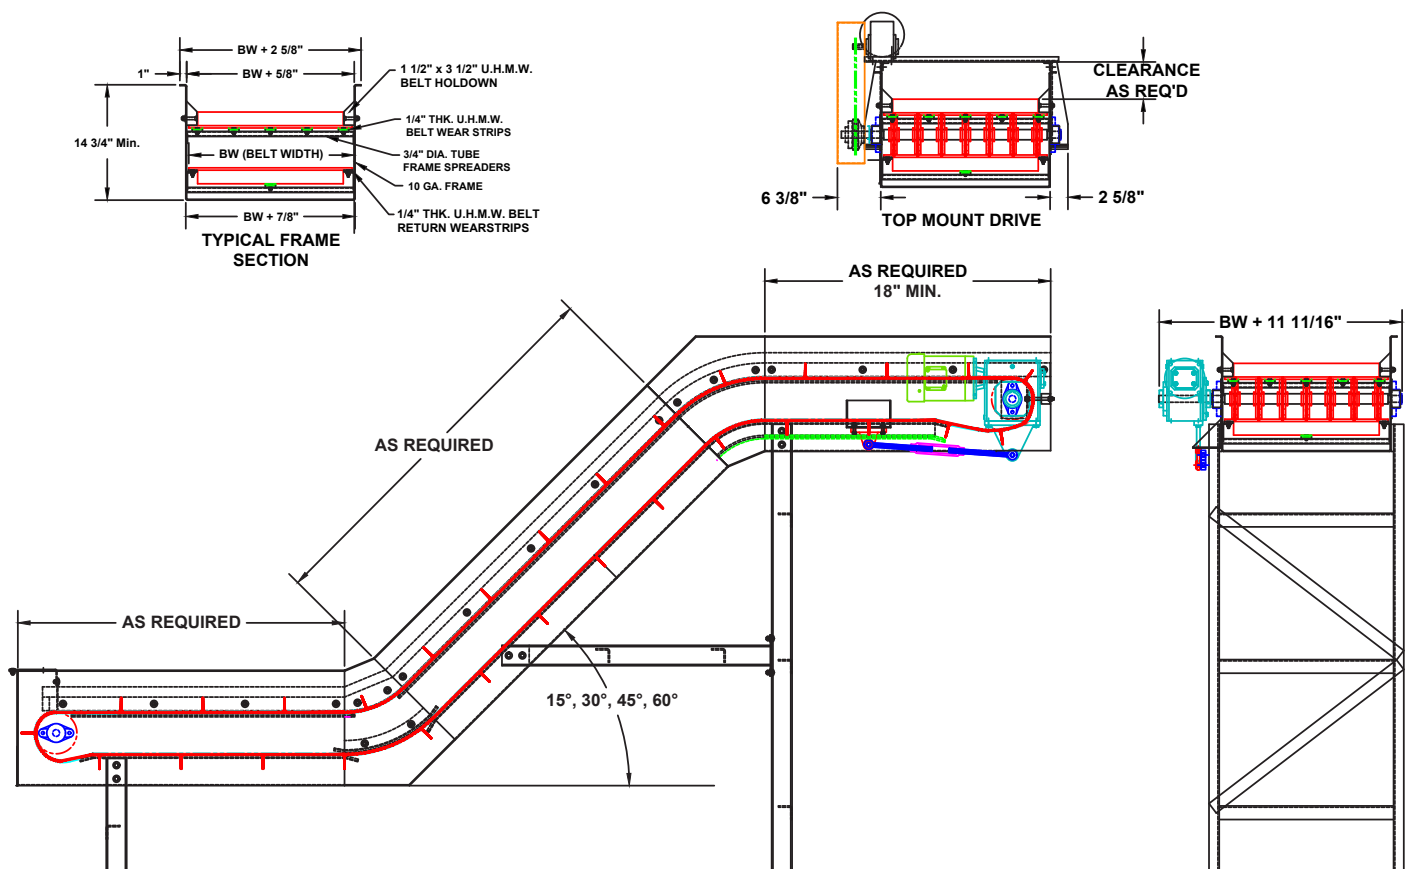 BW + 2 5/8"
1"
BW + 5/8"
1 1/2" x 3 1/2" U.H.M.W.
BELT HOLDOWN
14 3/4" Min.
1/4" THK. U.H.M.W.
BELT WEAR STRIPS
BW (BELT WIDTH)
3/4" DIA. TUBE
FRAME SPREADERS
10 GA. FRAME
BW + 7/8"
1/4" THK. U.H.M.W. BELT
RETURN WEARSTRIPS
TYPICAL FRAME
SECTION
CLEARANCE
AS REQ'D
6 3/8"
2 5/8"
TOP MOUNT DRIVE
AS REQUIRED
18" MIN.
BW + 11 11/16"
AS REQUIRED
AS REQUIRED
15°, 30°, 45°, 60°